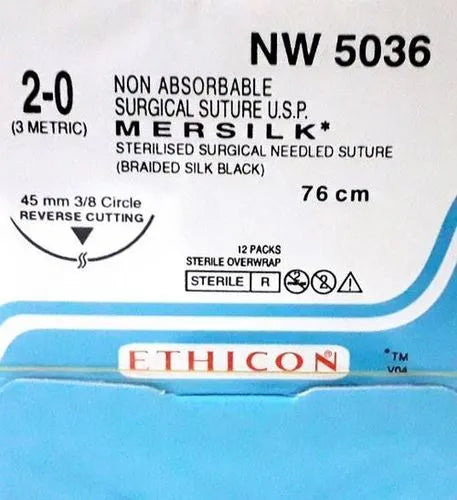 NW 5036
2-0
(3 METRIC)
NON ABSORBABLE
SURGICAL SUTURE U.S.P.
MERSILK*
STERILISED SURGICAL NEEDLED SUTURE
(BRAIDED SILK BLACK)
76 cm
45 mm 3/8 Circle
REVERSE CUTTING
12 PACKS
STERILE OVERWRAP
STERILE R
ETHICON®
*TM
V04